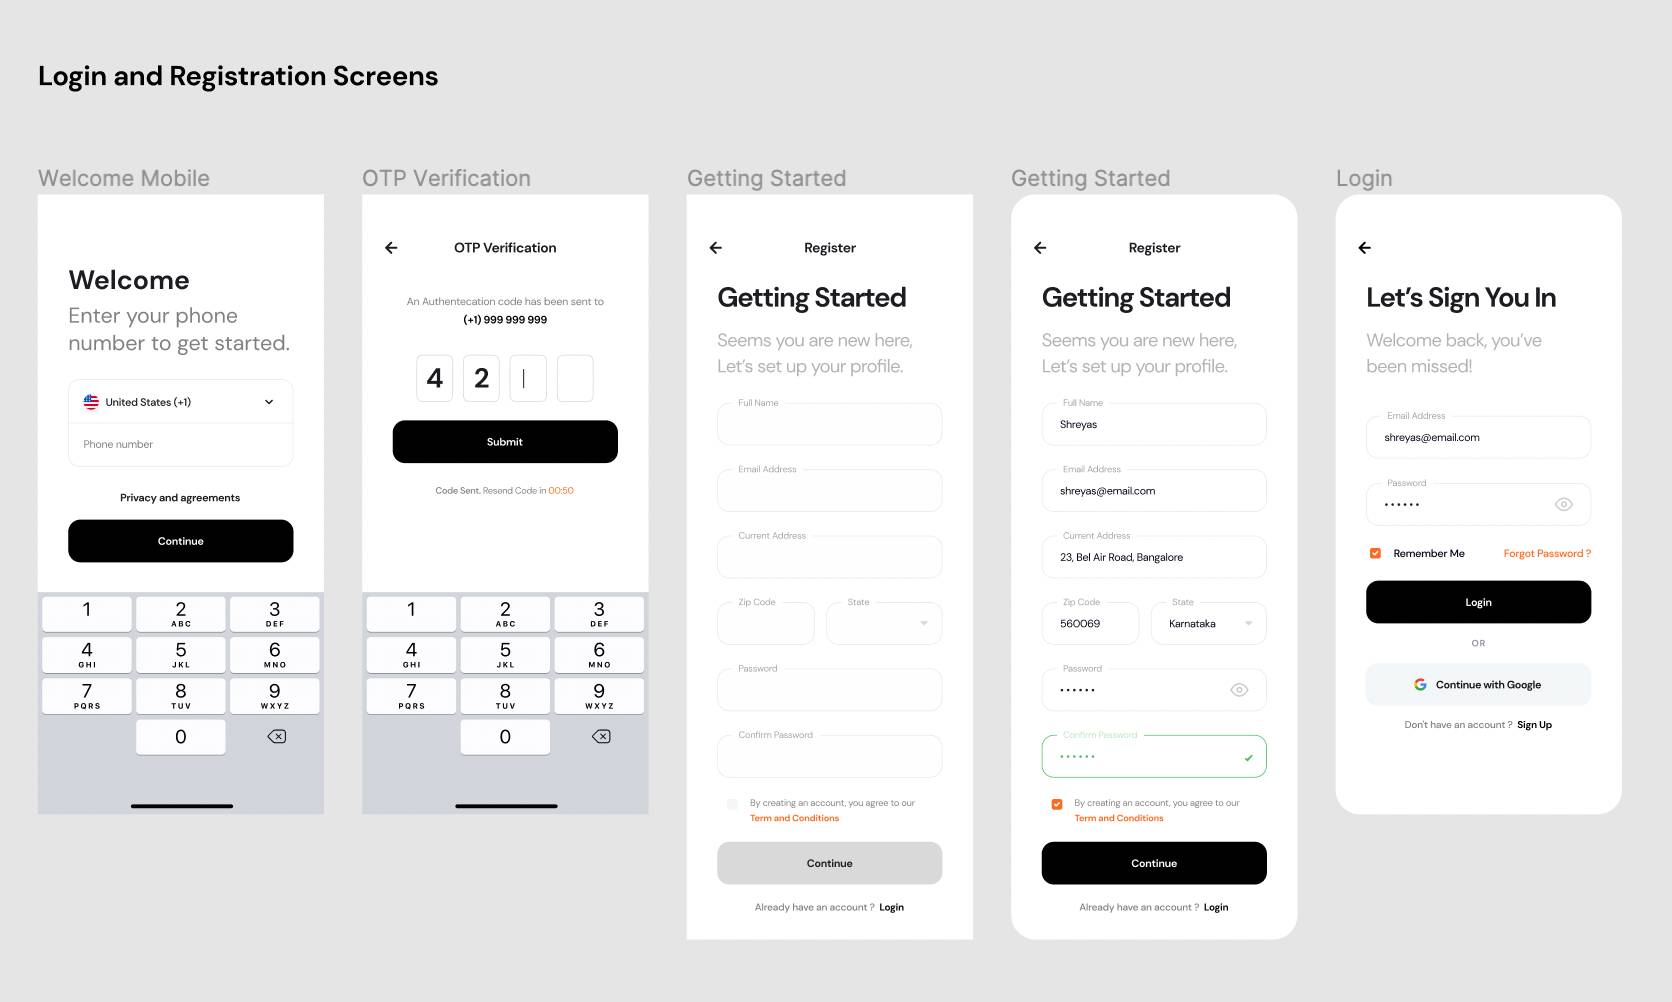 Login and Registration Screens
Welcome Mobile
Welcome
Enter your phone
number to get started.
United States (+1)
Phone number
Privacy and agreements
Continue
1
2
ABC
3
DEF
4
GHI
5
JKL
6
MNO
7
PQRS
8
TUV
9
WXYZ
0
OTP Verification
OTP Verification
An Authentecation code has been sent to
(+1) 999 999 999
4 2
Submit
Code Sent. Resend Code in 00:50
1
2
ABC
3
DEF
4
GHI
5
JKL
6
MNO
7
PQRS
8
TUV
9
WXYZ
0
Getting Started
Register
Getting Started
Seems you are new here,
Let's set up your profile.
Full Name
Email Address
Current Address
Zip Code
State
Password
Confirm Password
By creating an account, you agree to our
Term and Conditions
Continue
Already have an account ? Login
Getting Started
Register
Getting Started
Seems you are new here,
Let's set up your profile.
Full Name
Shreyas
Email Address
shreyas@email.com
Current Address
23, Bel Air Road, Bangalore
Zip Code
560069
State
Karnataka
Password
••••••
Confirm Password
••••••
By creating an account, you agree to our
Term and Conditions
Continue
Already have an account ? Login
Login
Let's Sign You In
Welcome back, you've
been missed!
Email Address
shreyas@email.com
Password
••••••
Remember Me
Forgot Password ?
Login
OR
Continue with Google
Don't have an account ? Sign Up